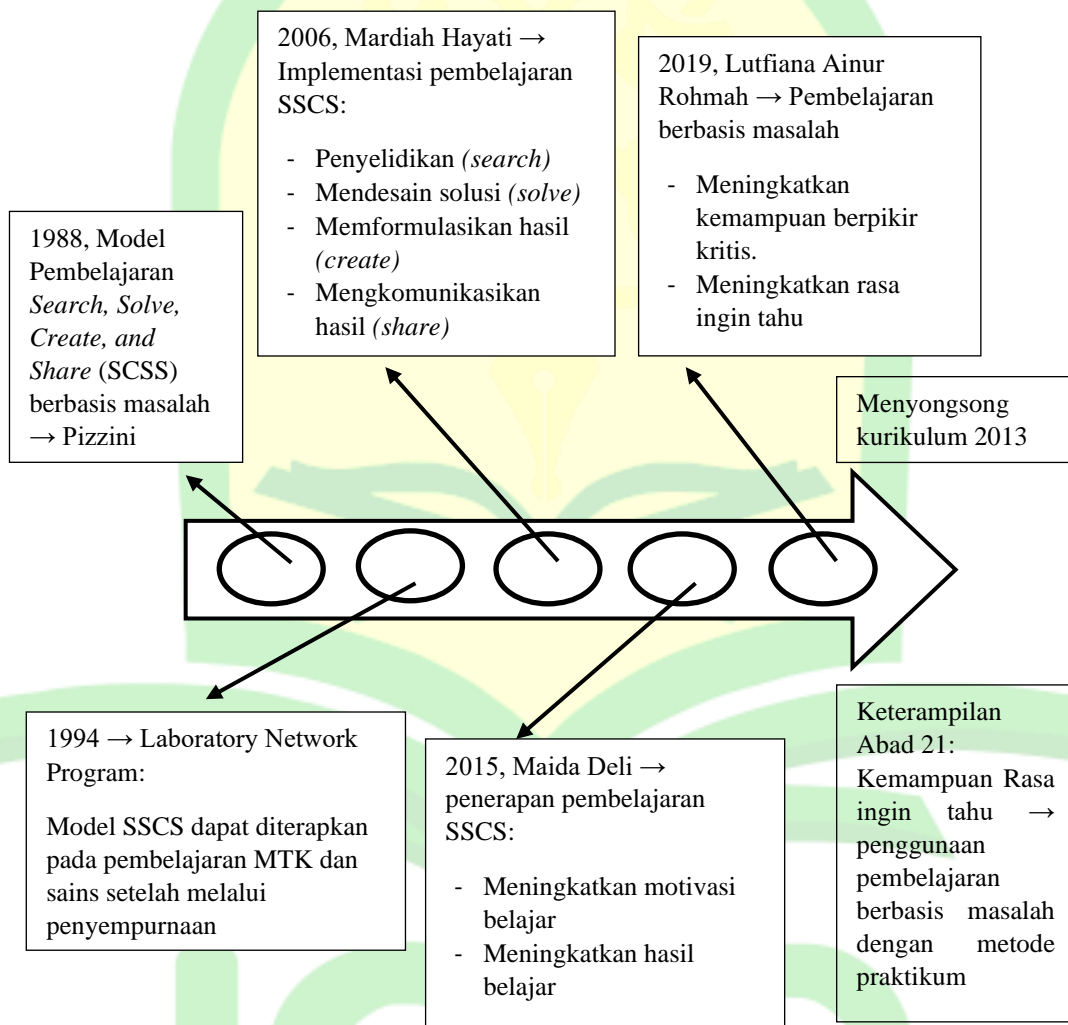 2006, Mardiah Hayati →
Implementasi pembelajaran
SSCS:
- Penyelidikan (search)
- Mendesain solusi (solve)
- Memformulasikan hasil
(create)
- Mengkomunikasikan
hasil (share)
2019, Lutfiana Ainur
Rohmah → Pembelajaran
berbasis masalah
- Meningkatkan
kemampuan berpikir
kritis.
- Meningkatkan rasa
ingin tahu
1988, Model
Pembelajaran
Search, Solve,
Create, and
Share (SCSS)
berbasis masalah
→ Pizzini
Menyongsong
kurikulum 2013
1994 → Laboratory Network
Program:
Model SSCS dapat diterapkan
pada pembelajaran MTK dan
sains setelah melalui
penyempurnaan
2015, Maida Deli →
penerapan pembelajaran
SSCS:
- Meningkatkan motivasi
belajar
- Meningkatkan hasil
belajar
Keterampilan
Abad 21:
Kemampuan Rasa
ingin tahu →
penggunaan
pembelajaran
berbasis masalah
dengan metode
praktikum